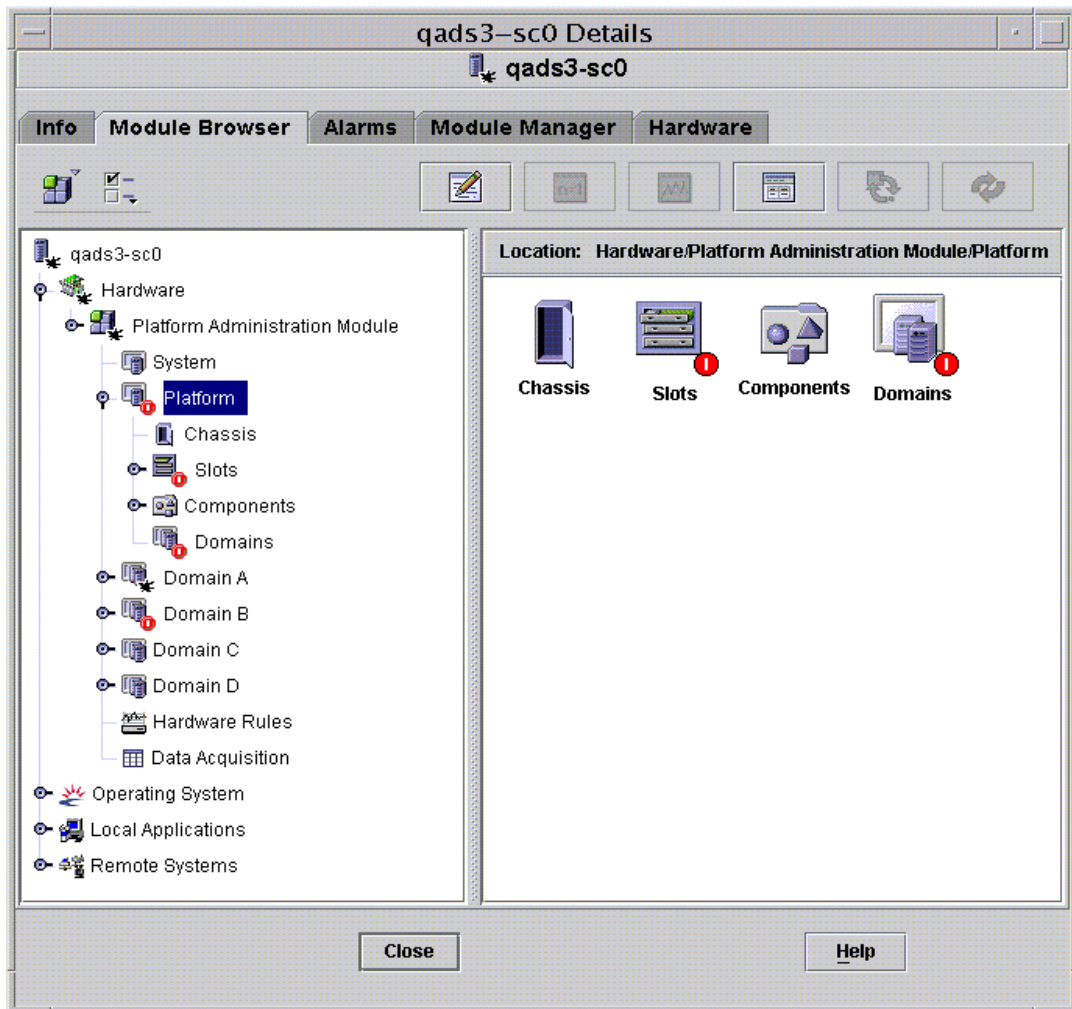 qads3-sc0 Details
qads3-sc0
Info Module Browser Alarms Module Manager Hardware
n=1
qads3-sc0
Hardware
Platform Administration Module
System
Platform
Chassis
Slots
Components
Domains
Domain A
Domain B
Domain C
Domain D
Hardware Rules
Data Acquisition
Operating System
Local Applications
Remote Systems
Location: Hardware/Platform Administration Module/Platform
Chassis
Slots
Components
Domains
Close
Help